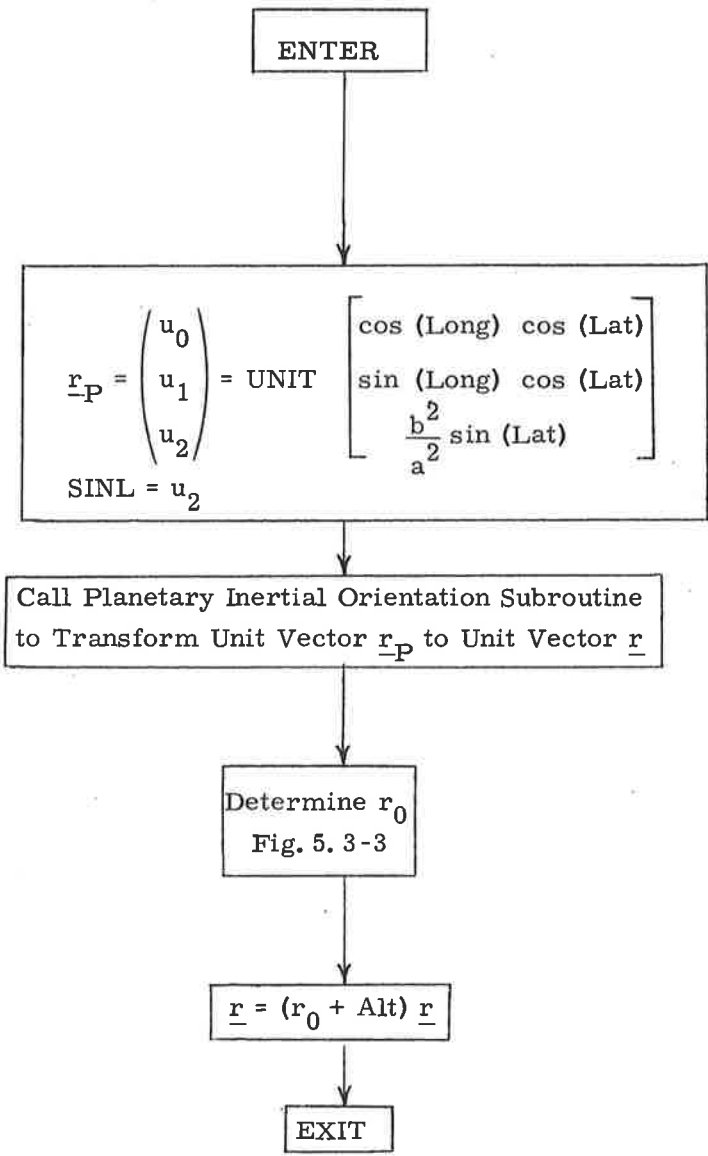 ENTER
r_P = (u_0 u_1 u_2) = UNIT [cos (Long) cos (Lat)
sin (Long) cos (Lat)
b^2/a^2 sin (Lat)]
SINL = u_2
Call Planetary Inertial Orientation Subroutine
to Transform Unit Vector r_P to Unit Vector r
Determine r_0
Fig. 5. 3-3
r = (r_0 + Alt) r
EXIT